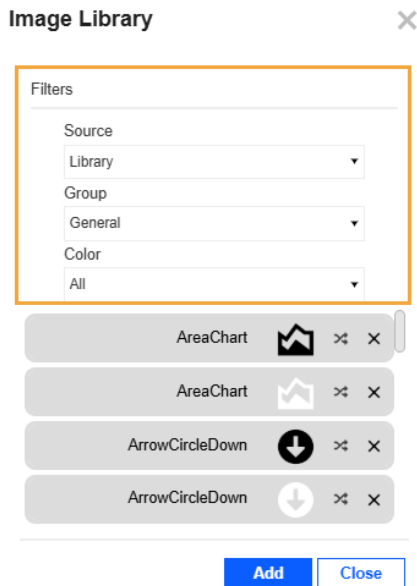 Image Library
Filters
Source
Library
Group
General
Color
All
AreaChart
AreaChart
ArrowCircleDown
ArrowCircleDown
Add Close